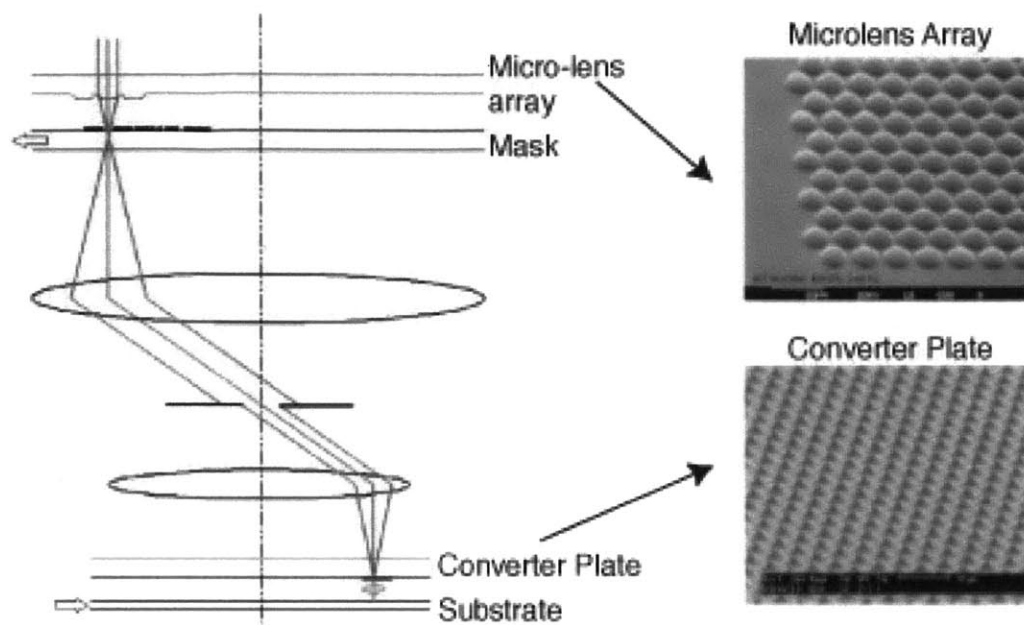 Micro-lens
array
Mask
Converter Plate
Substrate
Microlens Array
Converter Plate